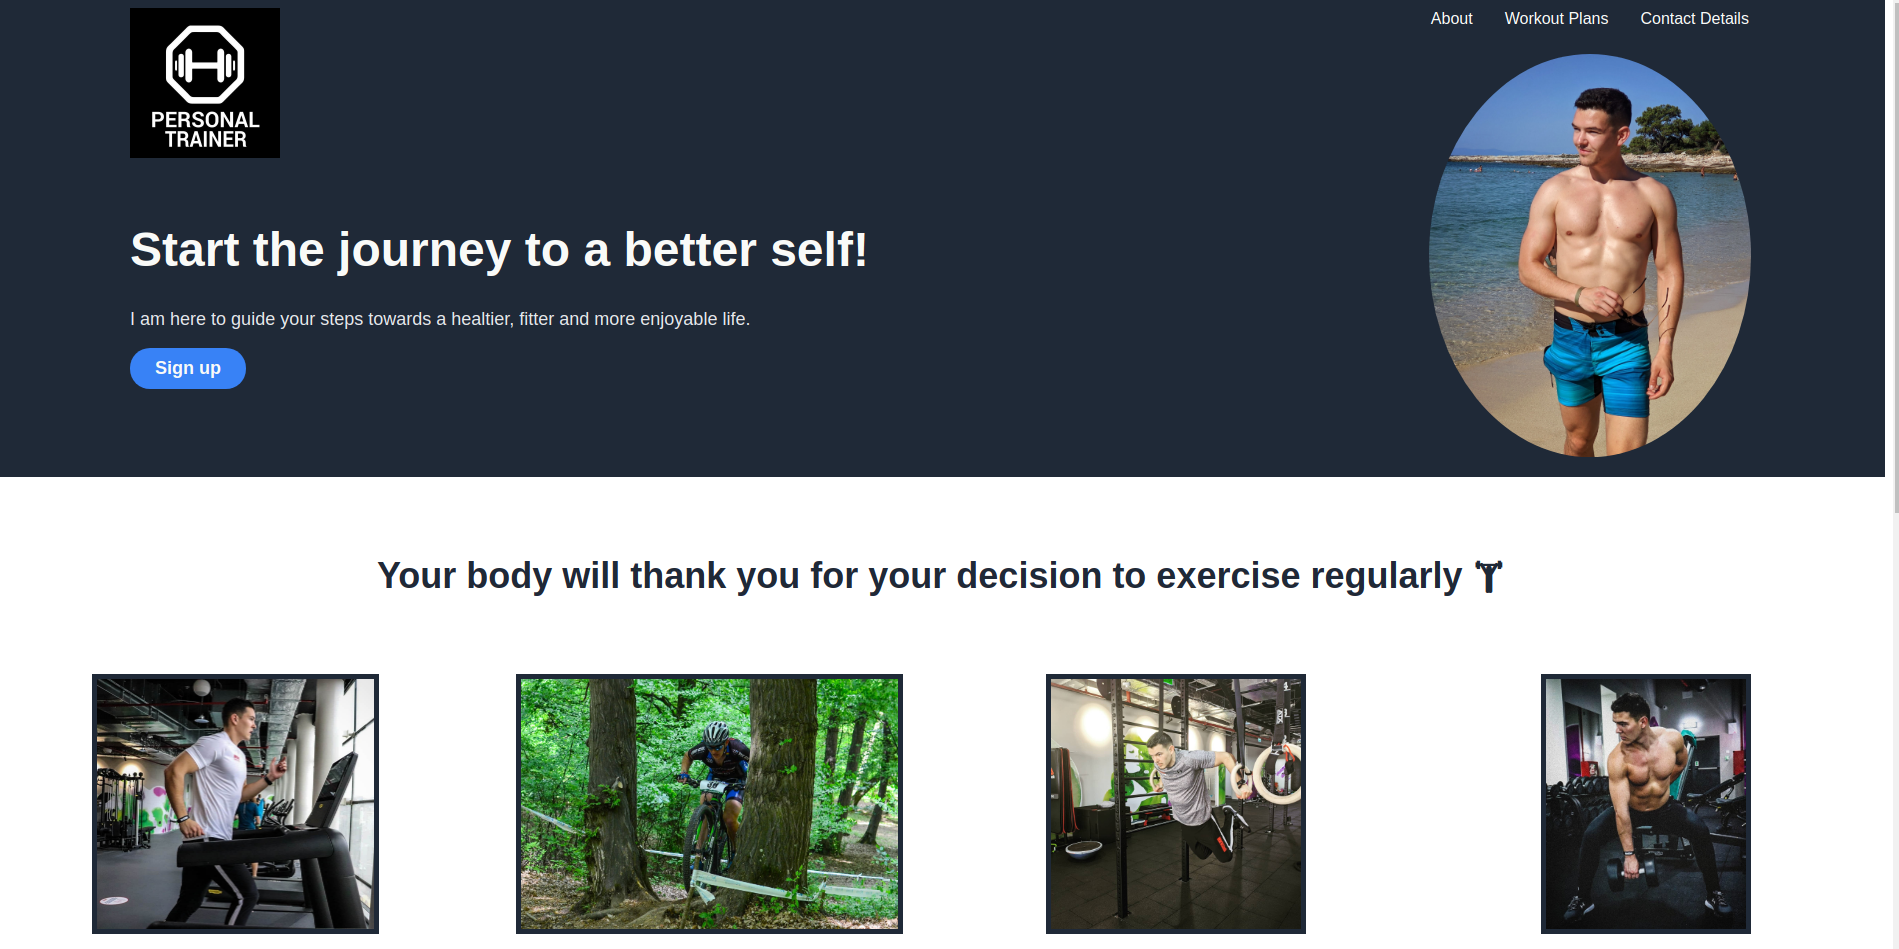 PERSONAL
TRAINER
About
Workout Plans
Contact Details
Start the journey to a better self!
I am here to guide your steps towards a healthier, fitter and more enjoyable life.
Sign up
Your body will thank you for your decision to exercise regularly